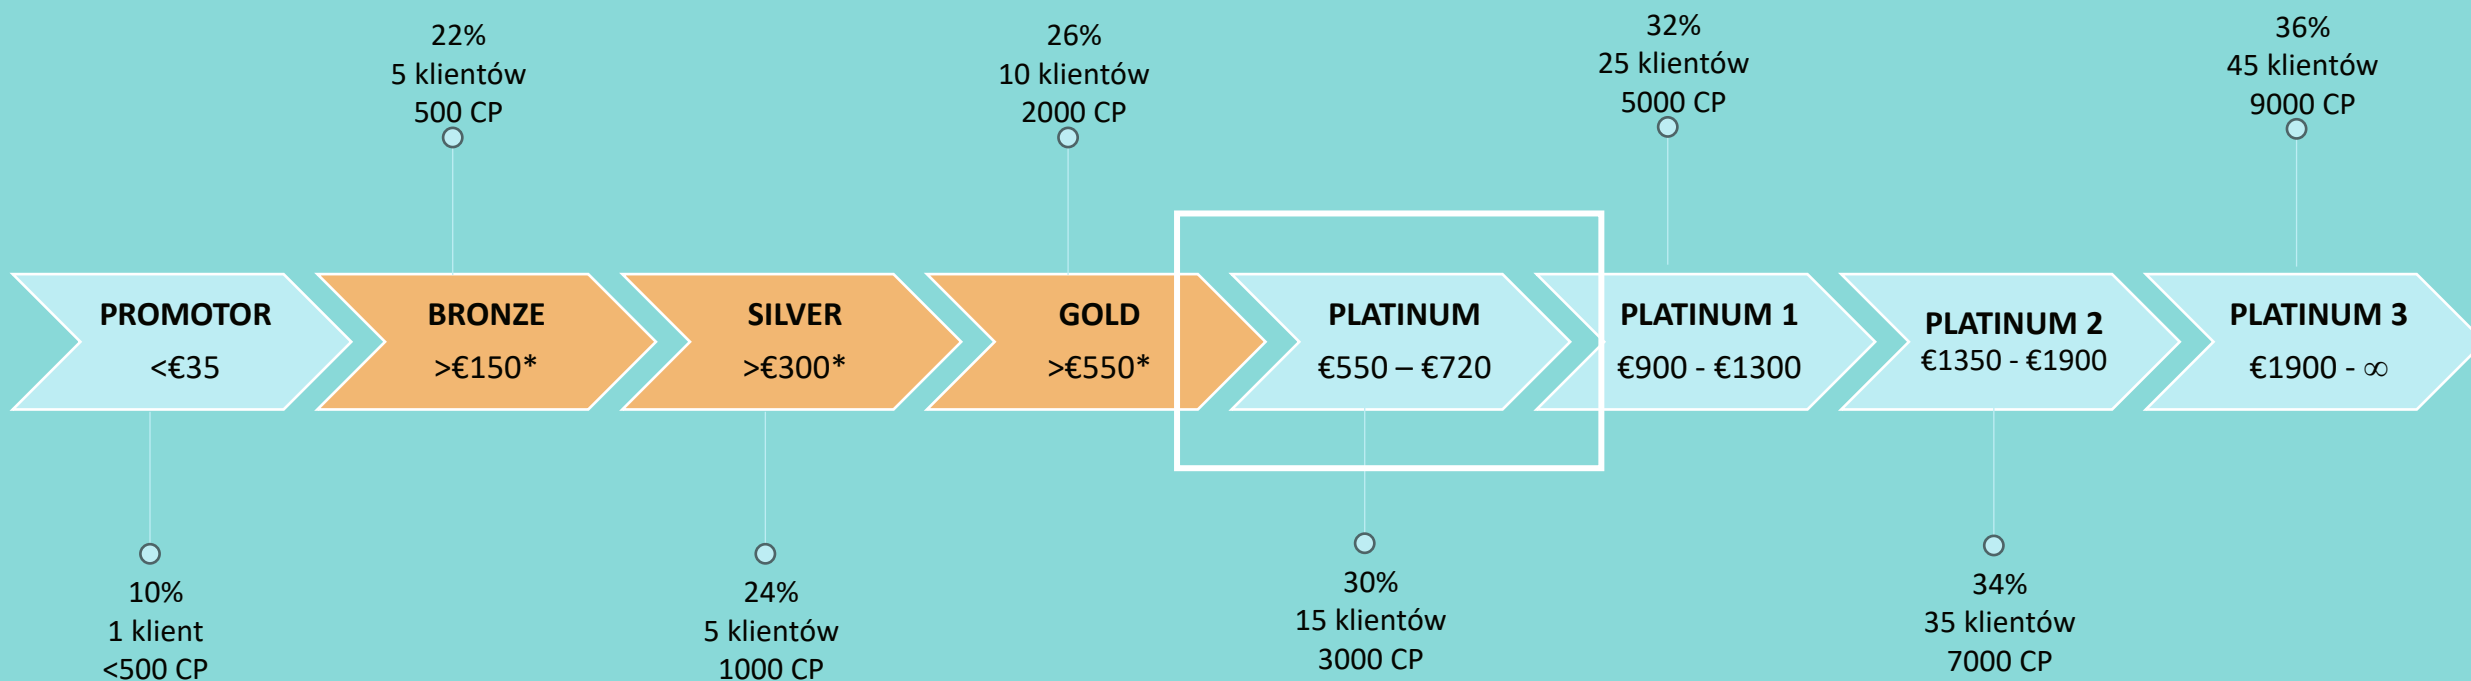 22%
5 klientów
500 CP
26%
10 klientów
2000 CP
32%
25 klientów
5000 CP
36%
45 klientów
9000 CP
PROMOTOR
<€35
BRONZE
>€150*
SILVER
>€300*
GOLD
>€550*
PLATINUM
€550 – €720
PLATINUM 1
€900 - €1300
PLATINUM 2
€1350 - €1900
PLATINUM 3
€1900 - ∞
10%
1 klient
<500 CP
24%
5 klientów
1000 CP
30%
15 klientów
3000 CP
34%
35 klientów
7000 CP